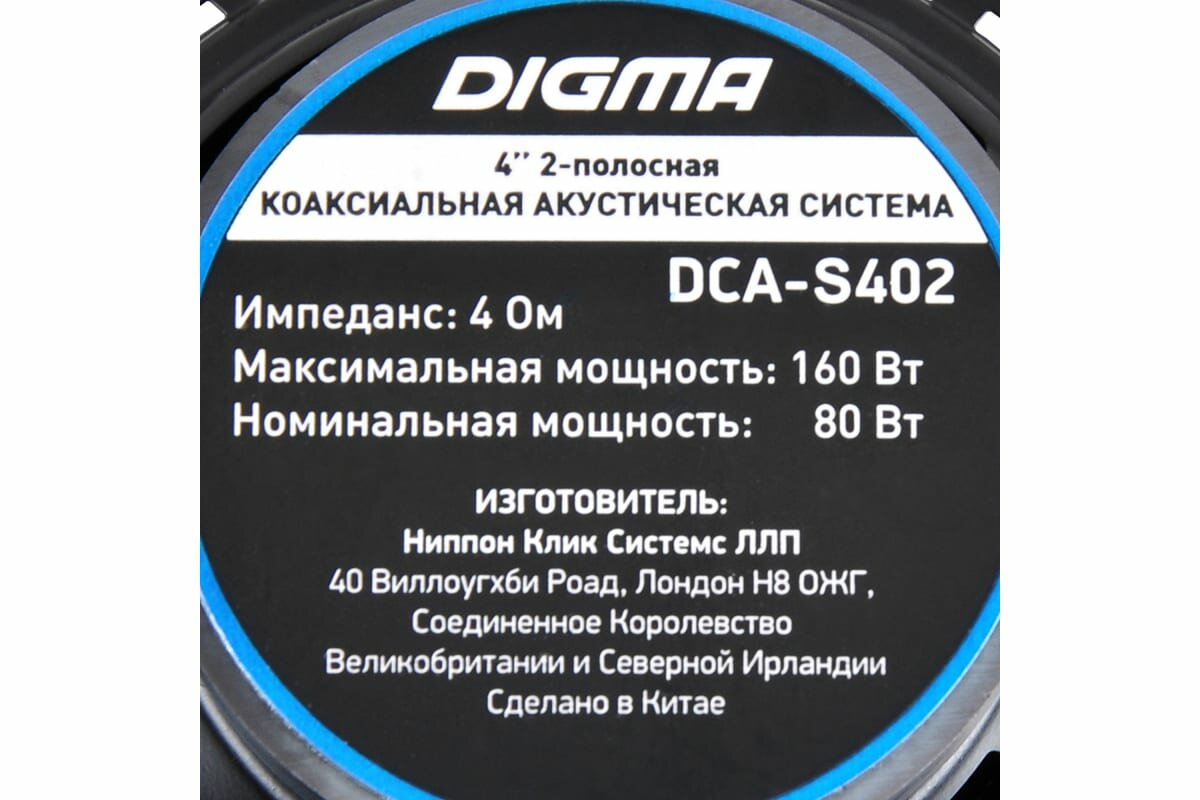 DIGMA
4'' 2-полосная
КОАКСИАЛЬНАЯ АКУСТИЧЕСКАЯ СИСТЕМА
DCA-S402
Импеданс: 4 Ом
Максимальная мощность: 160 Вт
Номинальная мощность: 80 Вт
ИЗГОТОВИТЕЛЬ:
Ниппон Клик Системс ЛЛП
40 Виллоугхби Роад, Лондон Н8 ОЖГ,
Соединенное Королевство
Великобритании и Северной Ирландии
Сделано в Китае